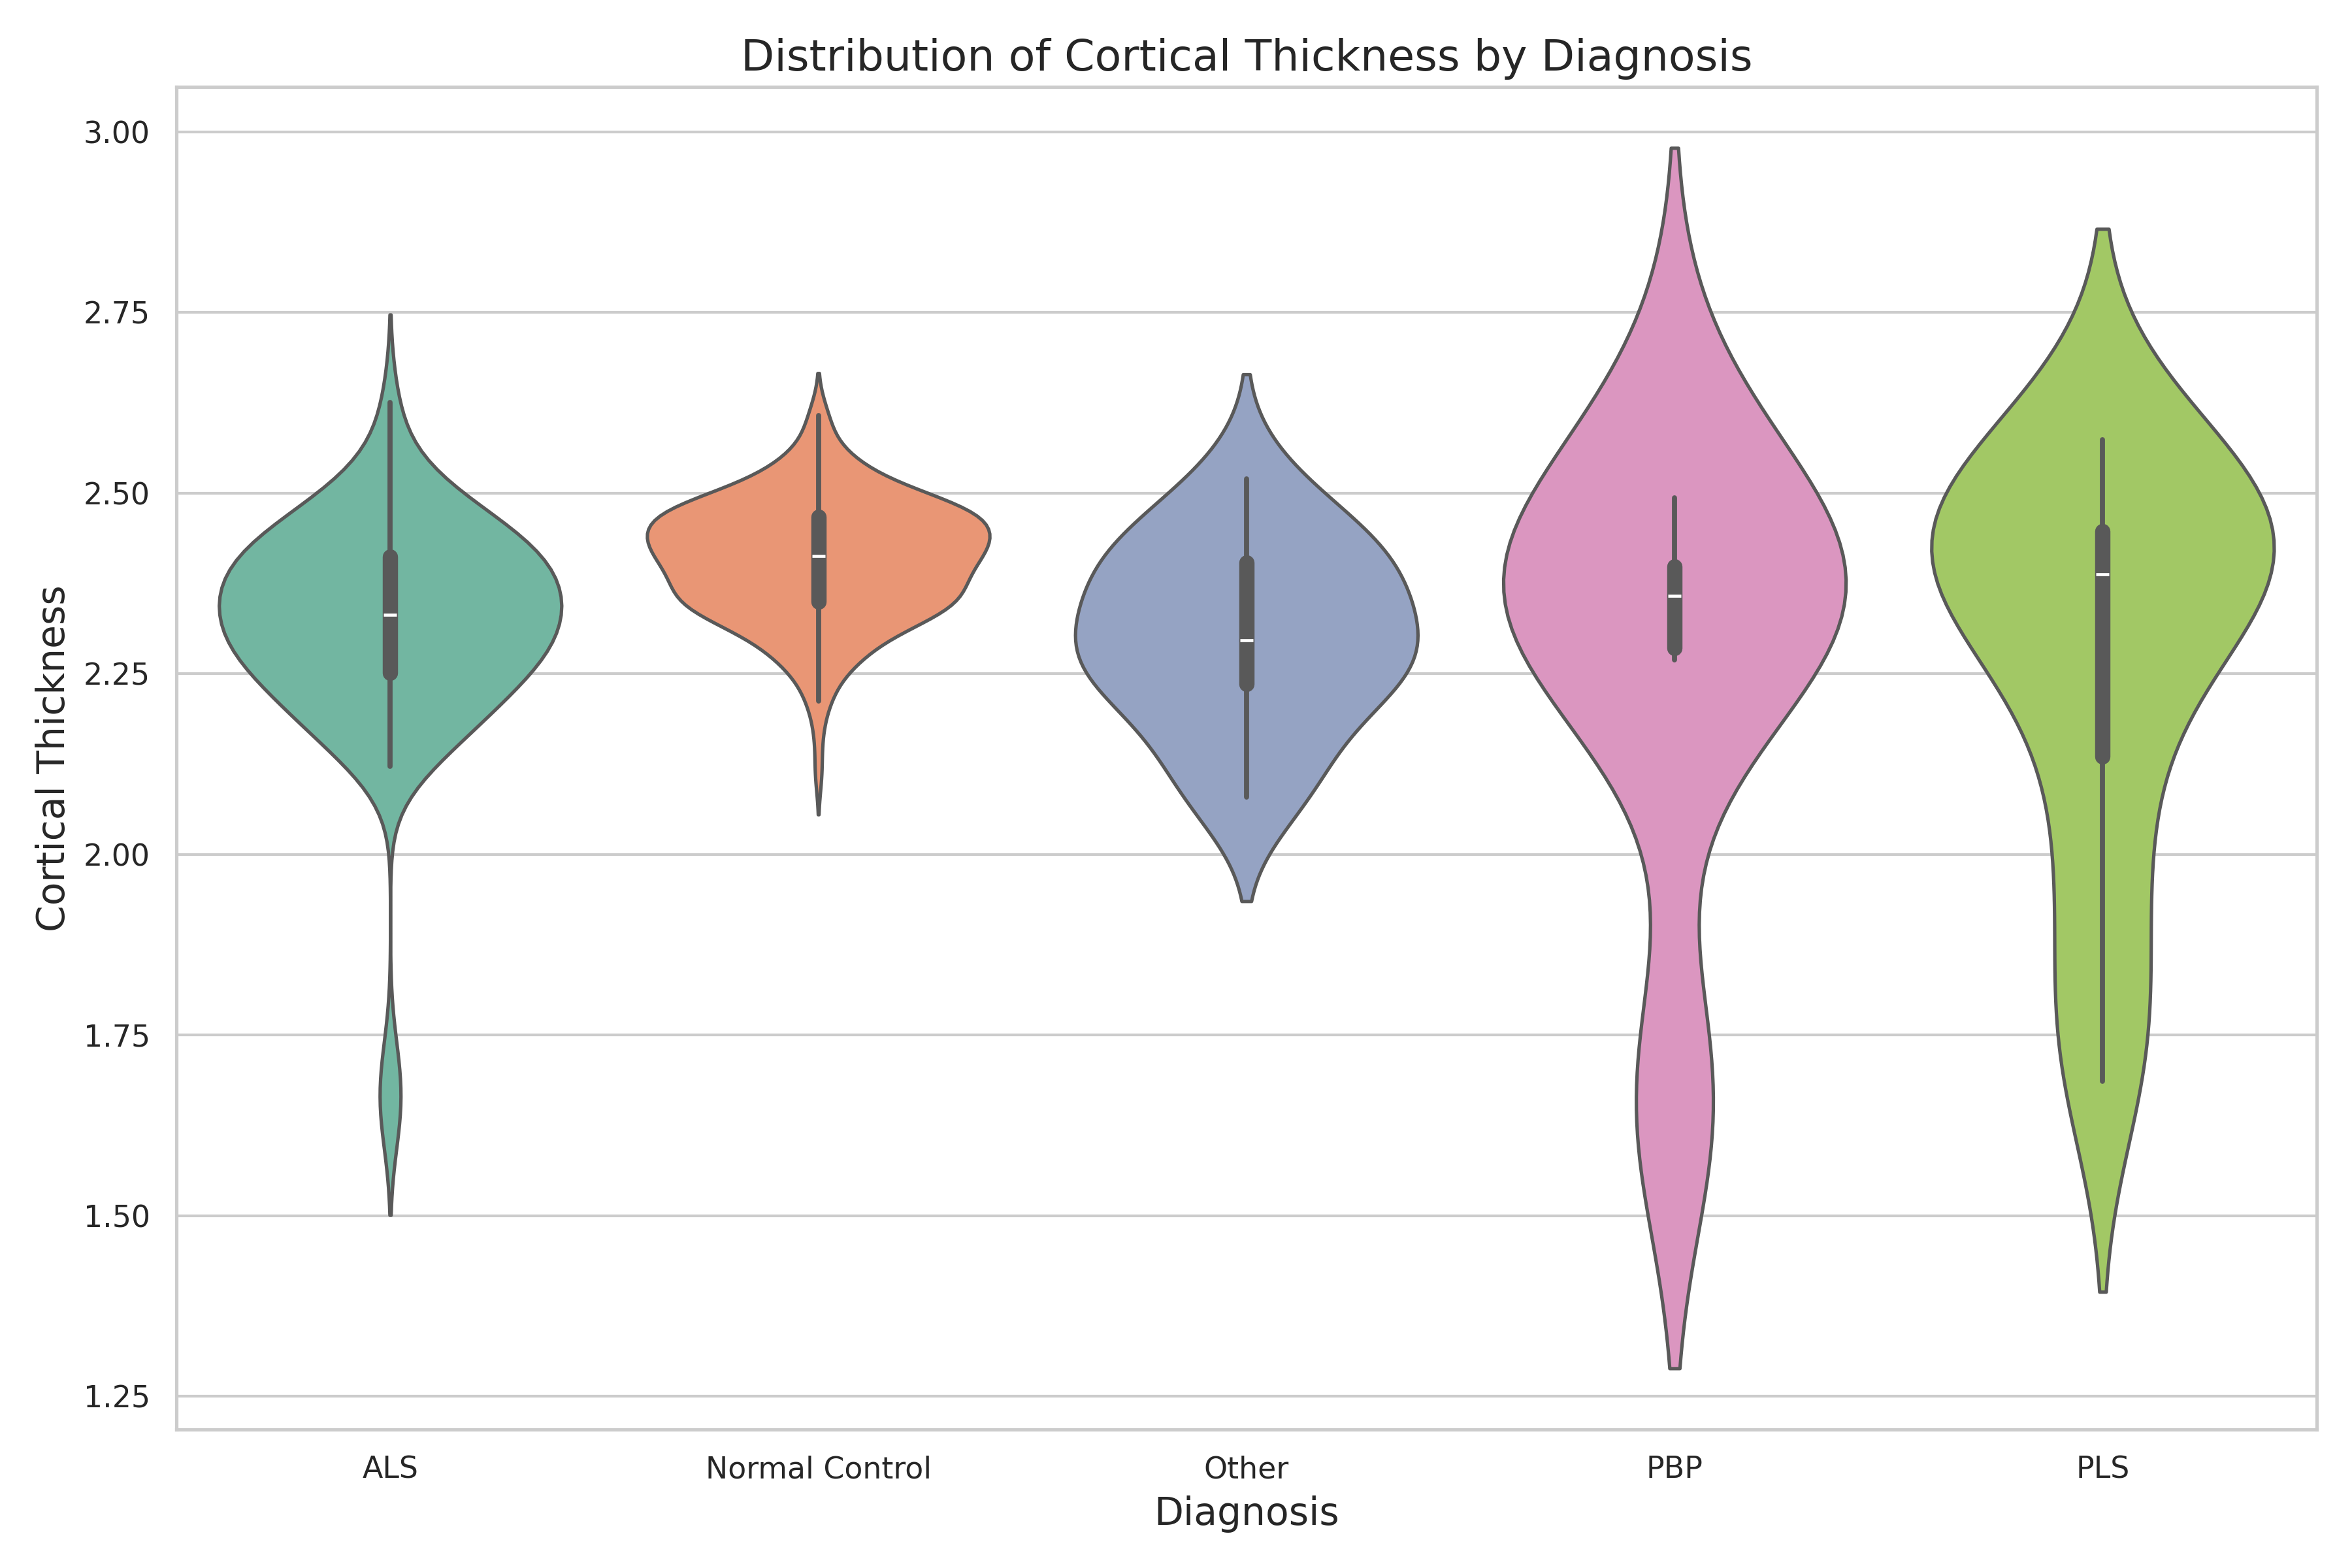 Distribution of Cortical Thickness by Diagnosis
3.00
2.75
2.50
2.25
2.00
1.75
1.50
1.25
Cortical Thickness
ALS
Normal Control
Other
PBP
PLS
Diagnosis